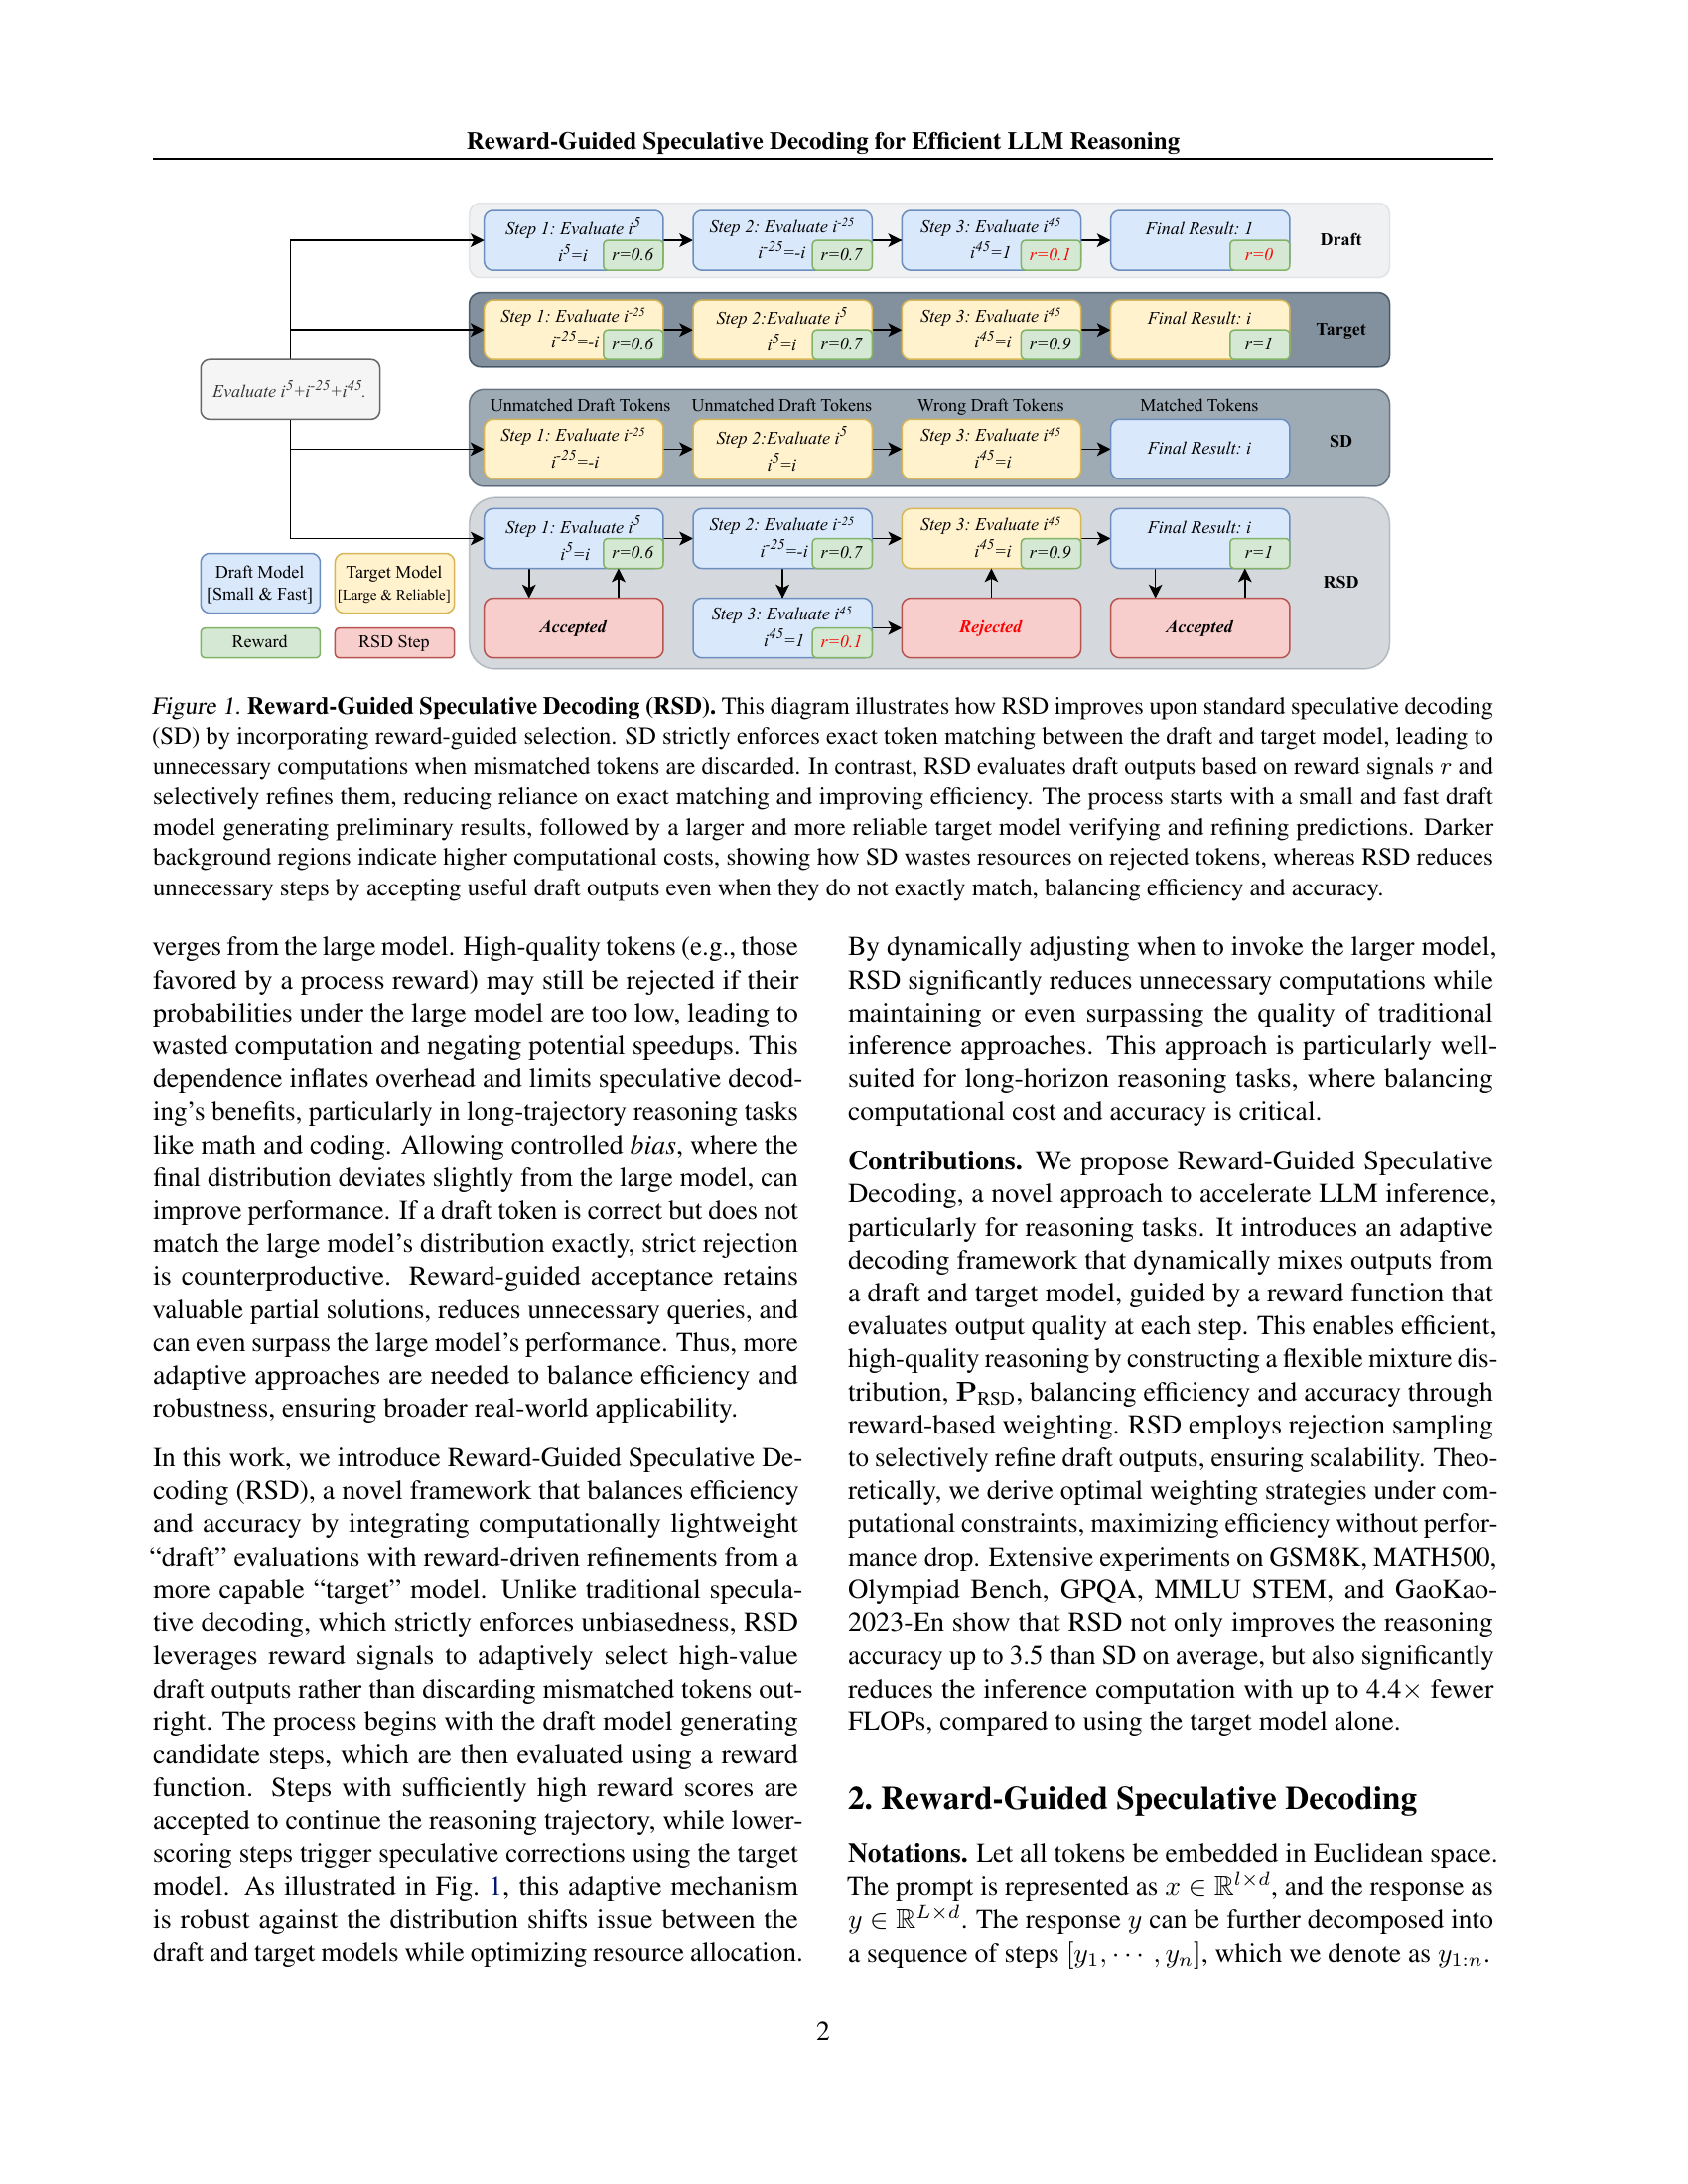 Reward-Guided Speculative Decoding for Efficient LLM Reasoning
Step 1: Evaluate i^5
i^5=i r=0.6
Step 2: Evaluate i^-25
i^-25=-i r=0.7
Step 3: Evaluate i^45
i^45=1 r=0.1
Final Result: 1
r=0
Draft
Step 1: Evaluate i^-25
i^-25=-i r=0.6
Step 2:Evaluate i^5
i^5=i r=0.7
Step 3: Evaluate i^45
i^45=i r=0.9
Final Result: i
r=1
Target
Evaluate i^5+i^-25+i^45.
Unmatched Draft Tokens
Step 1: Evaluate i^-25
i^-25=-i
Unmatched Draft Tokens
Step 2:Evaluate i^5
i^5=i
Wrong Draft Tokens
Step 3: Evaluate i^45
i^45=i
Matched Tokens
Final Result: i
SD
Step 1: Evaluate i^5
i^5=i r=0.6
Step 2: Evaluate i^-25
i^-25=-i r=0.7
Step 3: Evaluate i^45
i^45=i r=0.9
Final Result: i
r=1
RSD
Accepted
Step 3: Evaluate i^45
i^45=1 r=0.1
Rejected
Accepted
Draft Model
[Small & Fast]
Target Model
[Large & Reliable]
Reward
RSD Step
Figure 1. Reward-Guided Speculative Decoding (RSD). This diagram illustrates how RSD improves upon standard speculative decoding
(SD) by incorporating reward-guided selection. SD strictly enforces exact token matching between the draft and target model, leading to
unnecessary computations when mismatched tokens are discarded. In contrast, RSD evaluates draft outputs based on reward signals r and
selectively refines them, reducing reliance on exact matching and improving efficiency. The process starts with a small and fast draft
model generating preliminary results, followed by a larger and more reliable target model verifying and refining predictions. Darker
background regions indicate higher computational costs, showing how SD wastes resources on rejected tokens, whereas RSD reduces
unnecessary steps by accepting useful draft outputs even when they do not exactly match, balancing efficiency and accuracy.
verges from the large model. High-quality tokens (e.g., those
favored by a process reward) may still be rejected if their
probabilities under the large model are too low, leading to
wasted computation and negating potential speedups. This
dependence inflates overhead and limits speculative decod-
ing's benefits, particularly in long-trajectory reasoning tasks
like math and coding. Allowing controlled bias, where the
final distribution deviates slightly from the large model, can
improve performance. If a draft token is correct but does not
match the large model's distribution exactly, strict rejection
is counterproductive. Reward-guided acceptance retains
valuable partial solutions, reduces unnecessary queries, and
can even surpass the large model's performance. Thus, more
adaptive approaches are needed to balance efficiency and
robustness, ensuring broader real-world applicability.
In this work, we introduce Reward-Guided Speculative De-
coding (RSD), a novel framework that balances efficiency
and accuracy by integrating computationally lightweight
“draft” evaluations with reward-driven refinements from a
more capable “target” model. Unlike traditional specula-
tive decoding, which strictly enforces unbiasedness, RSD
leverages reward signals to adaptively select high-value
draft outputs rather than discarding mismatched tokens out-
right. The process begins with the draft model generating
candidate steps, which are then evaluated using a reward
function. Steps with sufficiently high reward scores are
accepted to continue the reasoning trajectory, while lower-
scoring steps trigger speculative corrections using the target
model. As illustrated in Fig. 1, this adaptive mechanism
is robust against the distribution shifts issue between the
draft and target models while optimizing resource allocation.
By dynamically adjusting when to invoke the larger model,
RSD significantly reduces unnecessary computations while
maintaining or even surpassing the quality of traditional
inference approaches. This approach is particularly well-
suited for long-horizon reasoning tasks, where balancing
computational cost and accuracy is critical.
Contributions. We propose Reward-Guided Speculative
Decoding, a novel approach to accelerate LLM inference,
particularly for reasoning tasks. It introduces an adaptive
decoding framework that dynamically mixes outputs from
a draft and target model, guided by a reward function that
evaluates output quality at each step. This enables efficient,
high-quality reasoning by constructing a flexible mixture dis-
tribution, P_RSD, balancing efficiency and accuracy through
reward-based weighting. RSD employs rejection sampling
to selectively refine draft outputs, ensuring scalability. Theo-
retically, we derive optimal weighting strategies under com-
putational constraints, maximizing efficiency without perfor-
mance drop. Extensive experiments on GSM8K, MATH500,
Olympiad Bench, GPQA, MMLU STEM, and GaoKao-
2023-En show that RSD not only improves the reasoning
accuracy up to 3.5 than SD on average, but also significantly
reduces the inference computation with up to 4.4× fewer
FLOPs, compared to using the target model alone.
2. Reward-Guided Speculative Decoding
Notations. Let all tokens be embedded in Euclidean space.
The prompt is represented as x ∈ ℝ^{l×d}, and the response as
y ∈ ℝ^{L×d}. The response y can be further decomposed into
a sequence of steps [y_1, ⋯ , y_n], which we denote as y_{1:n}.
2